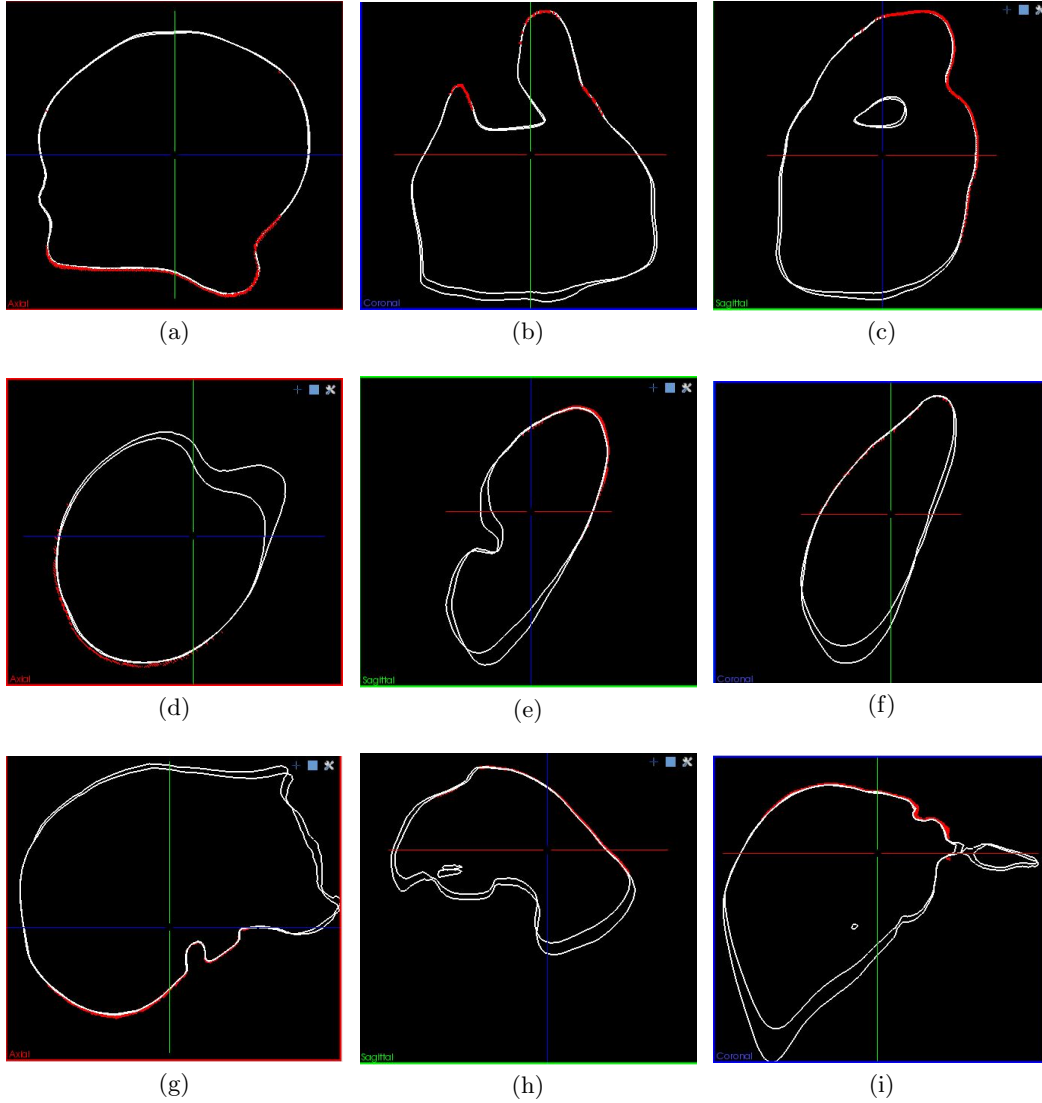 Axial
Coronal
Sagittal
(a)
(b)
(c)
Axial
Sagittal
Coronal
(d)
(e)
(f)
Axial
Sagittal
Coronal
(g)
(h)
(i)